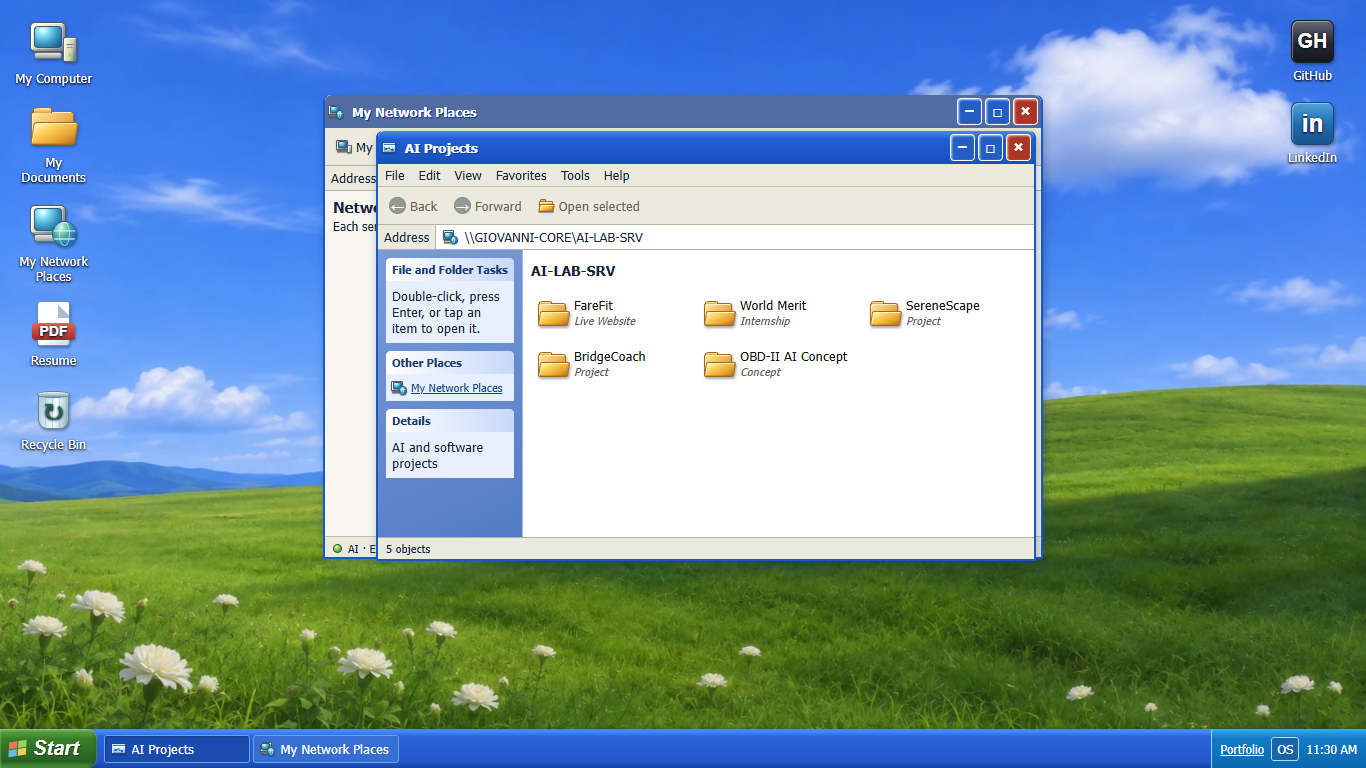 My Computer
My
Documents
My Network
Places
PDF
Resume
Recycle Bin
GH
GitHub
in
LinkedIn
My Network Places
My
Address
Netw
Each se
AI · E
AI Projects
File Edit View Favorites Tools Help
Back Forward Open selected
Address \\GIOVANNI-CORE\AI-LAB-SRV
File and Folder Tasks
Double-click, press
Enter, or tap an
item to open it.
Other Places
My Network Places
Details
AI and software
projects
AI-LAB-SRV
FareFit
Live Website
World Merit
Internship
SereneScape
Project
BridgeCoach
Project
OBD-II AI Concept
Concept
5 objects
Start
AI Projects
My Network Places
Portfolio
OS
11:30 AM